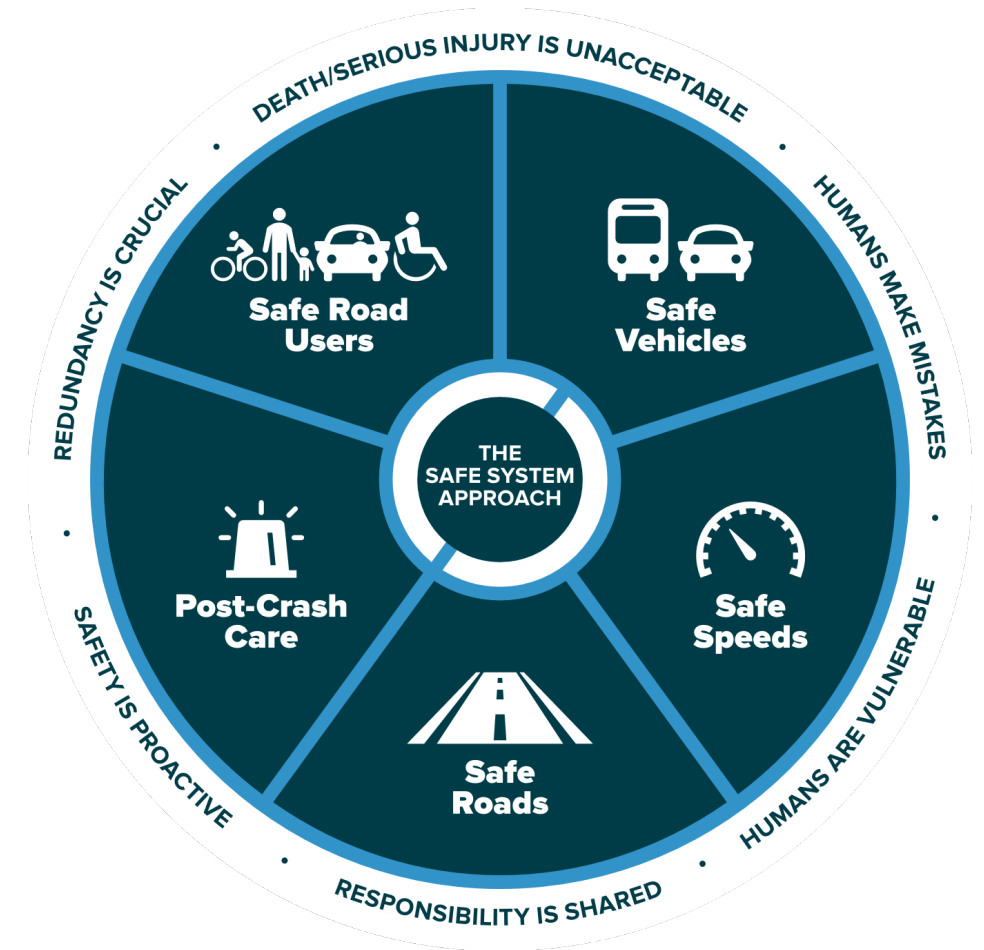 DEATH/SERIOUS INJURY IS UNACCEPTABLE
HUMANS MAKE MISTAKES
HUMANS ARE VULNERABLE
RESPONSIBILITY IS SHARED
SAFETY IS PROACTIVE
REDUNDANCY IS CRUCIAL
Safe Road
Users
Safe
Vehicles
Safe
Speeds
Safe
Roads
Post-Crash
Care
THE
SAFE SYSTEM
APPROACH